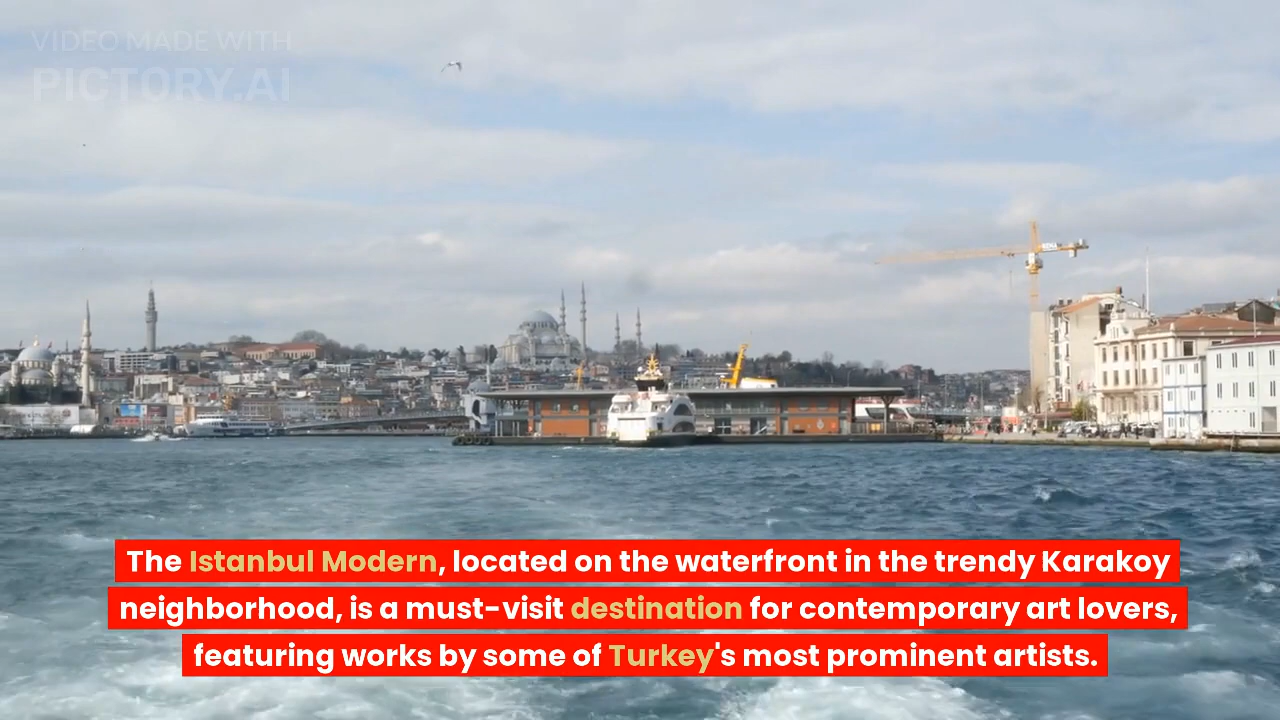 VIDEO MADE WITH
PICTORY.AI
The Istanbul Modern, located on the waterfront in the trendy Karakoy
neighborhood, is a must-visit destination for contemporary art lovers,
featuring works by some of Turkey's most prominent artists.